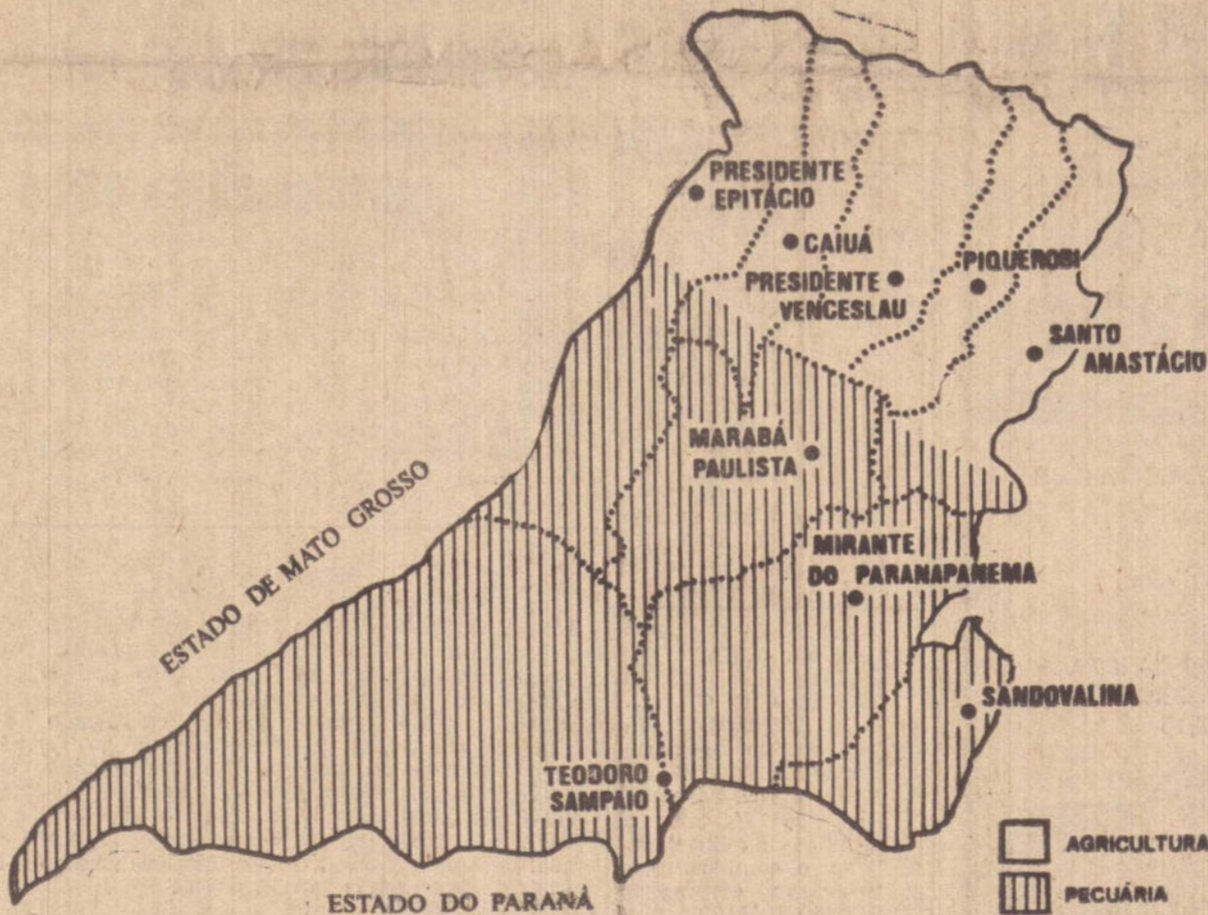 PRESIDENTE
EPITÁCIO
CAIUÁ
PRESIDENTE
VENCESLAU
PIQUEROBI
SANTO
ANASTÁCIO
MARABÁ
PAULISTA
ESTADO DE MATO GROSSO
MIRANTE
DO PARANAPANEMA
SANDOVALINA
TEODORO
SAMPAIO
AGRICULTURA
PECUÁRIA
ESTADO DO PARANÁ